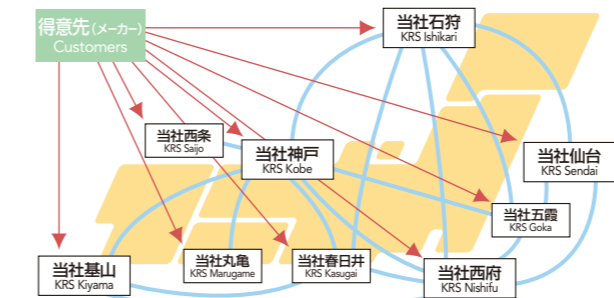 得意先(メーカー)
Customers
当社石狩
KRS Ishikari
当社西条
KRS Saijo
当社神戸
KRS Kobe
当社仙台
KRS Sendai
当社五霞
KRS Goka
当社基山
KRS Kiyama
当社丸亀
KRS Marugame
当社春日井
KRS Kasugai
当社西府
KRS Nishifu